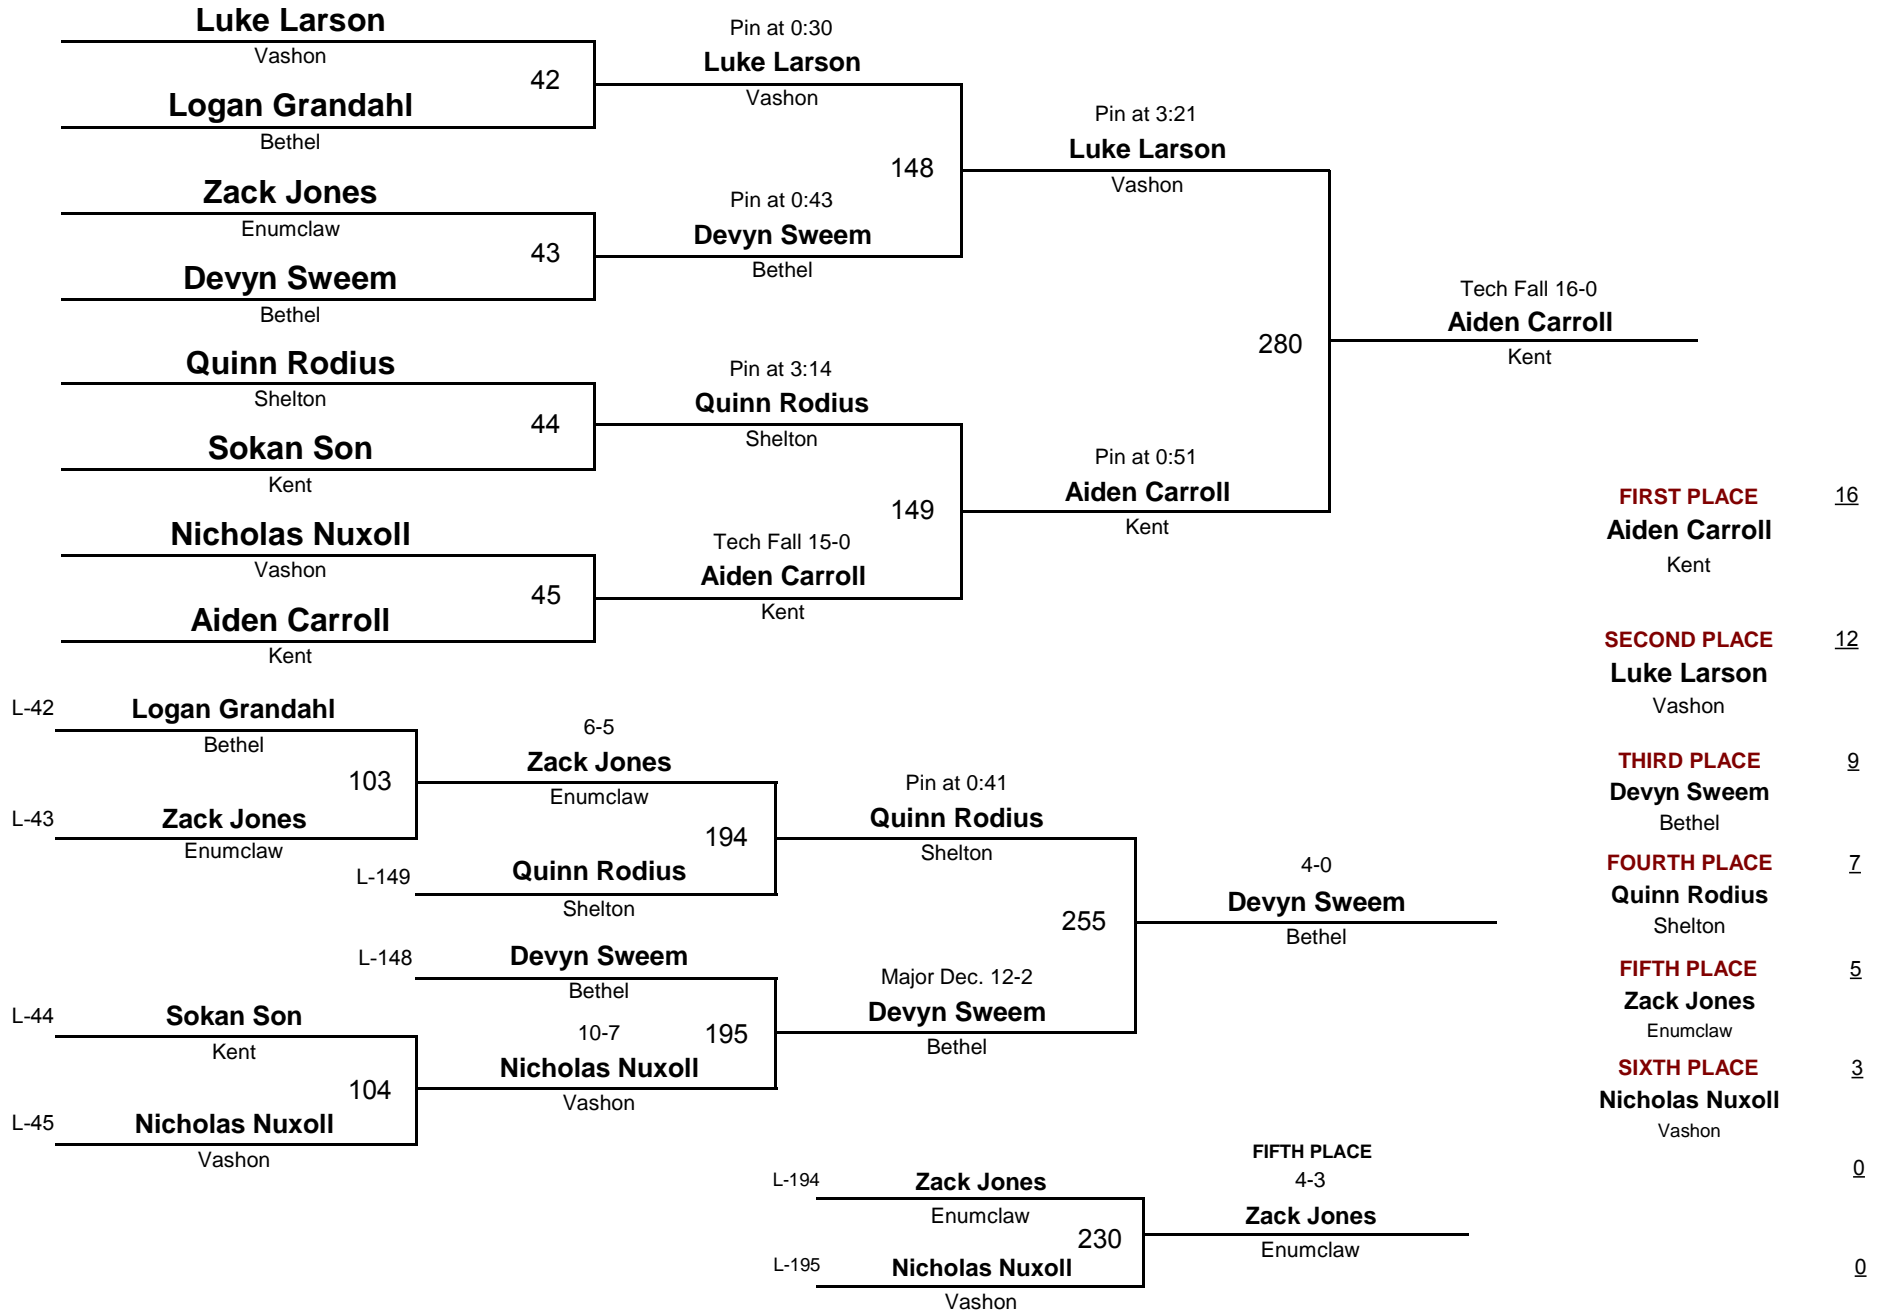 Luke Larson
Vashon
42
Logan Grandahl
Bethel
Zack Jones
Enumclaw
43
Devyn Sweem
Bethel
Quinn Rodius
Shelton
44
Sokan Son
Kent
Nicholas Nuxoll
Vashon
45
Aiden Carroll
Kent
Pin at 0:30
Luke Larson
Vashon
148
Pin at 0:43
Devyn Sweem
Bethel
Pin at 3:14
Quinn Rodius
Shelton
149
Tech Fall 15-0
Aiden Carroll
Kent
Pin at 3:21
Luke Larson
Vashon
280
Pin at 0:51
Aiden Carroll
Kent
Tech Fall 16-0
Aiden Carroll
Kent
FIRST PLACE 16
Aiden Carroll
Kent
SECOND PLACE 12
Luke Larson
Vashon
THIRD PLACE 9
Devyn Sweem
Bethel
FOURTH PLACE 7
Quinn Rodius
Shelton
FIFTH PLACE 5
Zack Jones
Enumclaw
SIXTH PLACE 3
Nicholas Nuxoll
Vashon
0
0
L-42 Logan Grandahl
Bethel
103
L-43 Zack Jones
Enumclaw
6-5
Zack Jones
Enumclaw
194
L-149 Quinn Rodius
Shelton
L-148 Devyn Sweem
Bethel
195
10-7
Nicholas Nuxoll
Vashon
L-44 Sokan Son
Kent
104
L-45 Nicholas Nuxoll
Vashon
Pin at 0:41
Quinn Rodius
Shelton
255
Major Dec. 12-2
Devyn Sweem
Bethel
4-0
Devyn Sweem
Bethel
L-194 Zack Jones
Enumclaw
230
L-195 Nicholas Nuxoll
Vashon
FIFTH PLACE
4-3
Zack Jones
Enumclaw